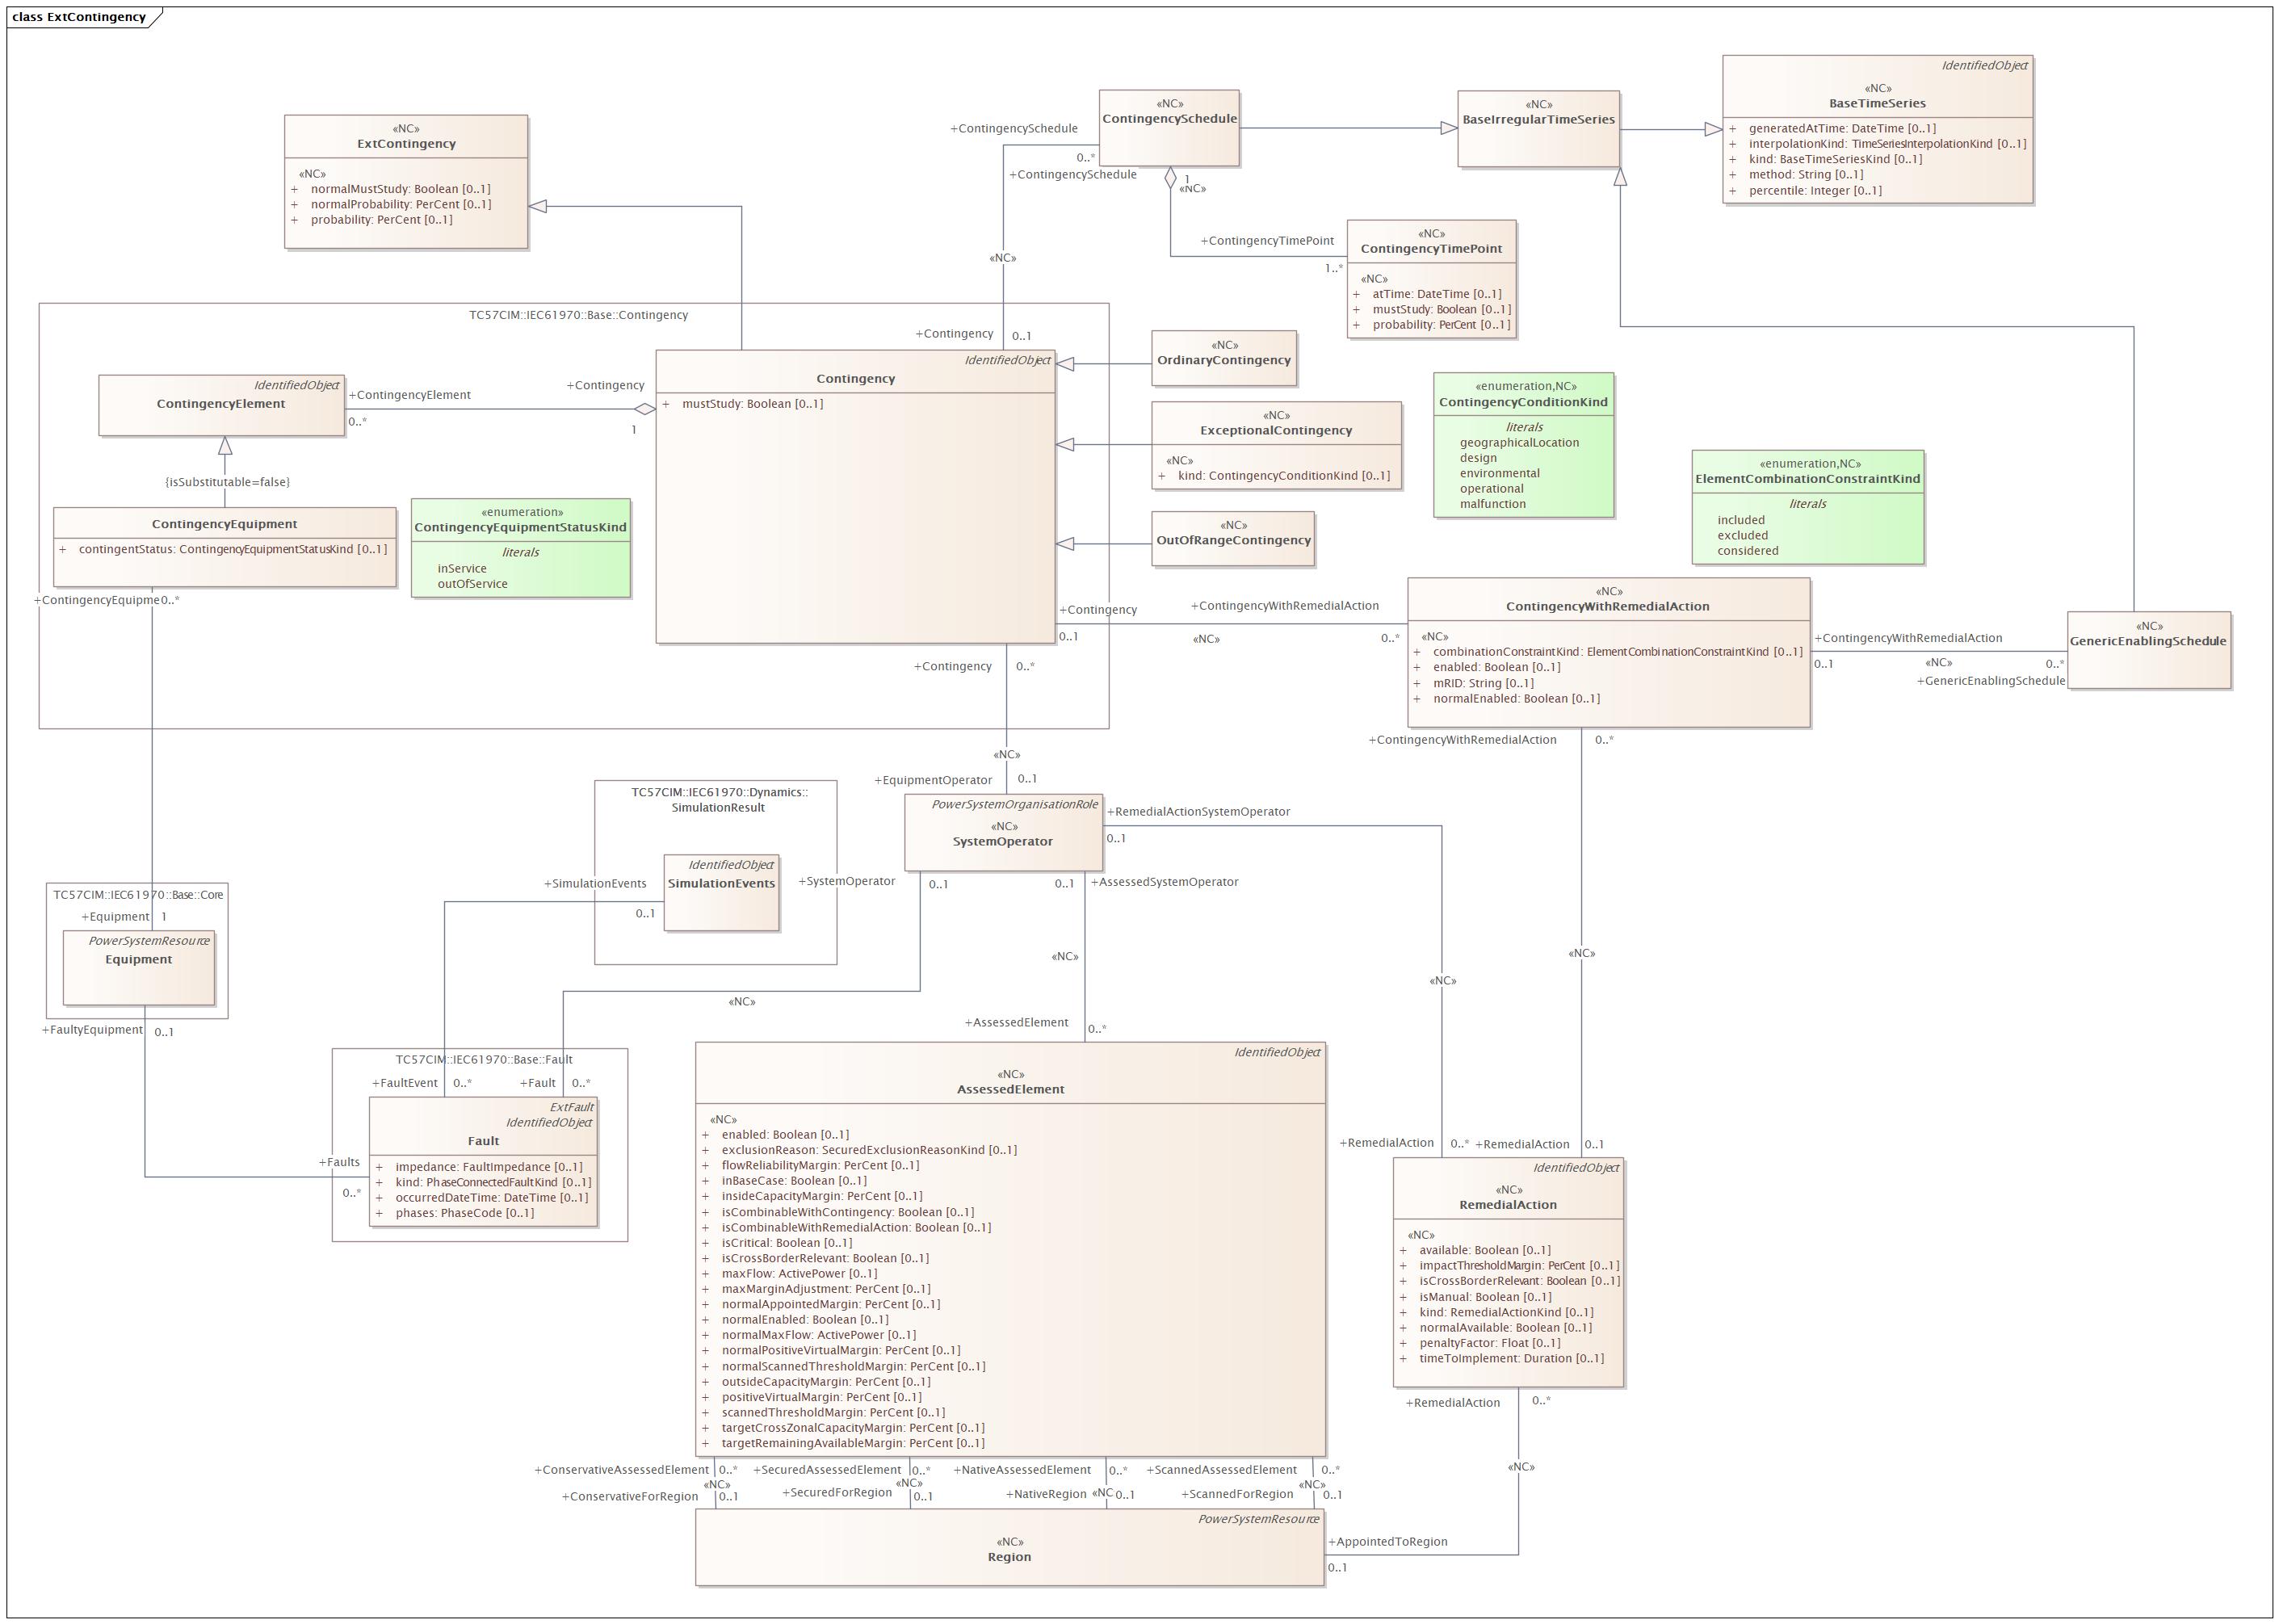 class ExtContingency
IdentifiedObject
«NC»
BaseTimeSeries
+ generatedAtTime: DateTime [0..1]
+ interpolationKind: TimeSeriesInterpolationKind [0..1]
+ kind: BaseTimeSeriesKind [0..1]
+ method: String [0..1]
+ percentile: Integer [0..1]
«NC»
BaseIrregularTimeSeries
«NC»
ContingencySchedule
+ContingencySchedule
0..*
+ContingencySchedule
1
«NC»
«NC»
ExtContingency
«NC»
+ normalMustStudy: Boolean [0..1]
+ normalProbability: PerCent [0..1]
+ probability: PerCent [0..1]
+ContingencyTimePoint
1..*
«NC»
ContingencyTimePoint
«NC»
+ atTime: DateTime [0..1]
+ mustStudy: Boolean [0..1]
+ probability: PerCent [0..1]
«NC»
TC57CIM::IEC61970::Base::Contingency
+Contingency
0..1
IdentifiedObject
Contingency
+ mustStudy: Boolean [0..1]
«NC»
OrdinaryContingency
IdentifiedObject
ContingencyElement
+ContingencyElement
0..*
+Contingency
1
«NC»
ExceptionalContingency
«NC»
+ kind: ContingencyConditionKind [0..1]
«enumeration,NC»
ContingencyConditionKind
literals
geographicalLocation
design
environmental
operational
malfunction
«enumeration,NC»
ElementCombinationConstraintKind
literals
included
excluded
considered
{isSubstitutable=false}
ContingencyEquipment
+ contingentStatus: ContingencyEquipmentStatusKind [0..1]
«enumeration»
ContingencyEquipmentStatusKind
literals
inService
outOfService
«NC»
OutOfRangeContingency
+ContingencyEquipme
0..*
+Contingency
0..1
+ContingencyWithRemedialAction
«NC»
0..*
«NC»
ContingencyWithRemedialAction
«NC»
+ combinationConstraintKind: ElementCombinationConstraintKind [0..1]
+ enabled: Boolean [0..1]
+ mRID: String [0..1]
+ normalEnabled: Boolean [0..1]
+ContingencyWithRemedialAction
0..1
«NC»
0..*
+GenericEnablingSchedule
«NC»
GenericEnablingSchedule
+Contingency
0..*
«NC»
+EquipmentOperator
0..1
+ContingencyWithRemedialAction
0..*
TC57CIM::IEC61970::Dynamics::
SimulationResult
IdentifiedObject
SimulationEvents
+SimulationEvents
0..1
PowerSystemOrganisationRole
«NC»
SystemOperator
+RemedialActionSystemOperator
0..1
+SystemOperator
0..1
0..1
+AssessedSystemOperator
TC57CIM::IEC61970::Base::Core
+Equipment
1
PowerSystemResource
Equipment
+FaultyEquipment
0..1
«NC»
«NC»
«NC»
«NC»
+AssessedElement
0..*
TC57CIM::IEC61970::Base::Fault
+FaultEvent
0..*
+Fault
0..*
ExtFault
IdentifiedObject
Fault
+ impedance: FaultImpedance [0..1]
+ kind: PhaseConnectedFaultKind [0..1]
+ occurredDateTime: DateTime [0..1]
+ phases: PhaseCode [0..1]
+Faults
0..*
IdentifiedObject
«NC»
AssessedElement
«NC»
+ enabled: Boolean [0..1]
+ exclusionReason: SecuredExclusionReasonKind [0..1]
+ flowReliabilityMargin: PerCent [0..1]
+ inBaseCase: Boolean [0..1]
+ insideCapacityMargin: PerCent [0..1]
+ isCombinableWithContingency: Boolean [0..1]
+ isCombinableWithRemedialAction: Boolean [0..1]
+ isCritical: Boolean [0..1]
+ isCrossBorderRelevant: Boolean [0..1]
+ maxFlow: ActivePower [0..1]
+ maxMarginAdjustment: PerCent [0..1]
+ normalAppointedMargin: PerCent [0..1]
+ normalEnabled: Boolean [0..1]
+ normalMaxFlow: ActivePower [0..1]
+ normalPositiveVirtualMargin: PerCent [0..1]
+ normalScannedThresholdMargin: PerCent [0..1]
+ outsideCapacityMargin: PerCent [0..1]
+ positiveVirtualMargin: PerCent [0..1]
+ scannedThresholdMargin: PerCent [0..1]
+ targetCrossZonalCapacityMargin: PerCent [0..1]
+ targetRemainingAvailableMargin: PerCent [0..1]
+RemedialAction
0..*
+RemedialAction
0..1
IdentifiedObject
«NC»
RemedialAction
«NC»
+ available: Boolean [0..1]
+ impactThresholdMargin: PerCent [0..1]
+ isCrossBorderRelevant: Boolean [0..1]
+ isManual: Boolean [0..1]
+ kind: RemedialActionKind [0..1]
+ normalAvailable: Boolean [0..1]
+ penaltyFactor: Float [0..1]
+ timeToImplement: Duration [0..1]
+RemedialAction
0..*
«NC»
+ConservativeAssessedElement
0..*
«NC»
+ConservativeForRegion
0..1
+SecuredAssessedElement
0..*
«NC»
+SecuredForRegion
0..1
+NativeAssessedElement
0..*
+NativeRegion
«NC
0..1
+ScannedAssessedElement
0..*
«NC»
+ScannedForRegion
0..1
PowerSystemResource
«NC»
Region
+AppointedToRegion
0..1